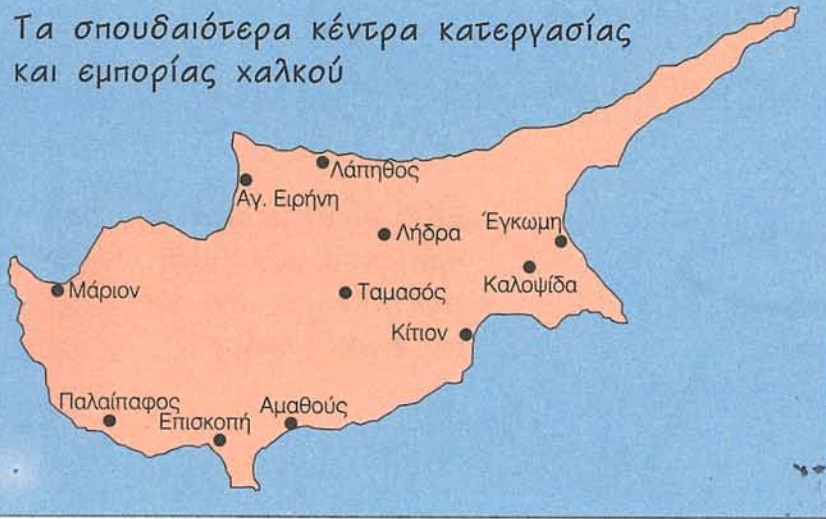 Τα σπουδαιότερα κέντρα κατεργασίας
και εμπορίας χαλκού
Λάπηθος
Αγ. Ειρήνη
Λήδρα
Έγκωμη
Καλοψίδα
Μάριον
Ταμασός
Κίτιον
Παλαίπαφος
Επισκοπή
Αμαθούς